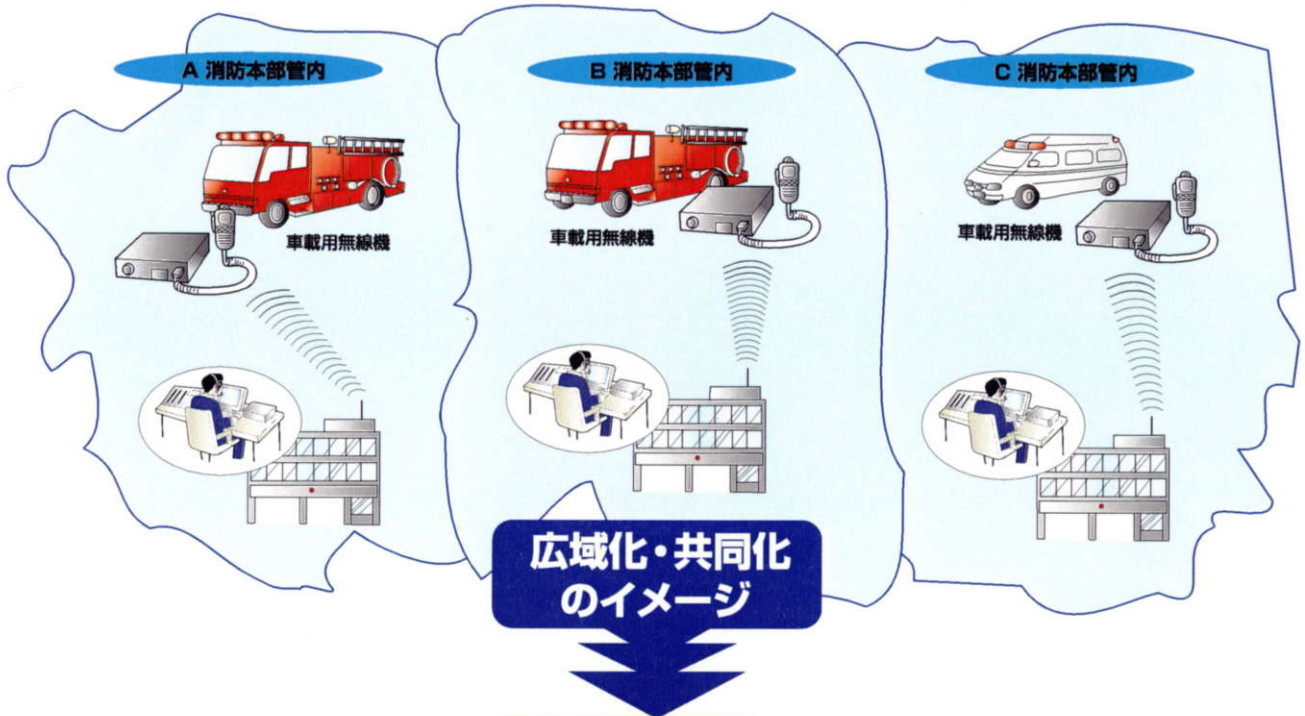 A 消防本部管内
B 消防本部管内
C 消防本部管内
車載用無線機
車載用無線機
車載用無線機
広域化・共同化
のイメージ